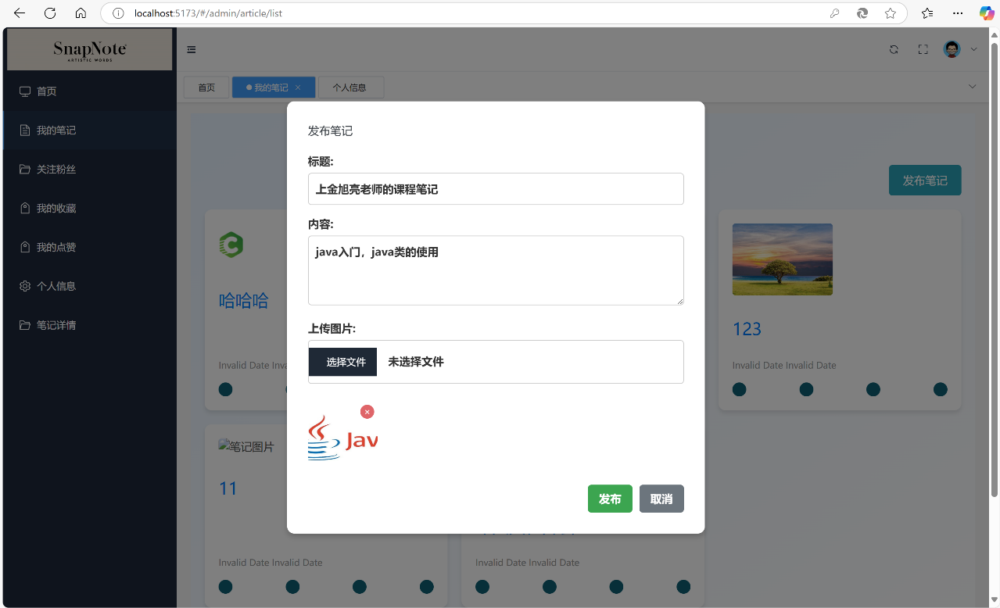 localhost:5173/#/admin/article/list
SnapNote
ARTISTIC WORDS
首页
我的笔记
关注粉丝
我的收藏
我的点赞
个人信息
笔记详情
首页
我的笔记
个人信息
发布笔记
哈哈哈
Invalid Date Inva
123
Invalid Date Invalid Date
笔记图片
11
Invalid Date Invalid Date
Invalid Date Invalid Date
发布笔记
标题:
上金旭亮老师的课程笔记
内容:
java入门，java类的使用
上传图片:
选择文件 未选择文件
Jav
发布 取消